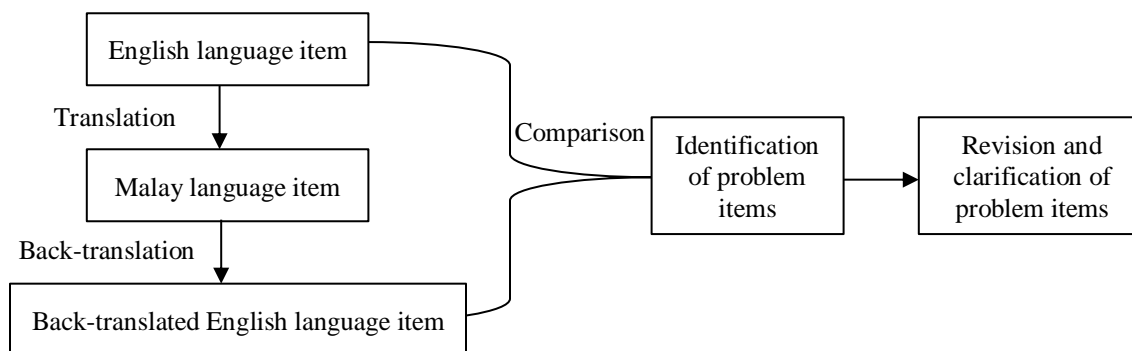 English language item
Translation
Malay language item
Back-translation
Back-translated English language item
Comparison
Identification
of problem
items
Revision and
clarification of
problem items